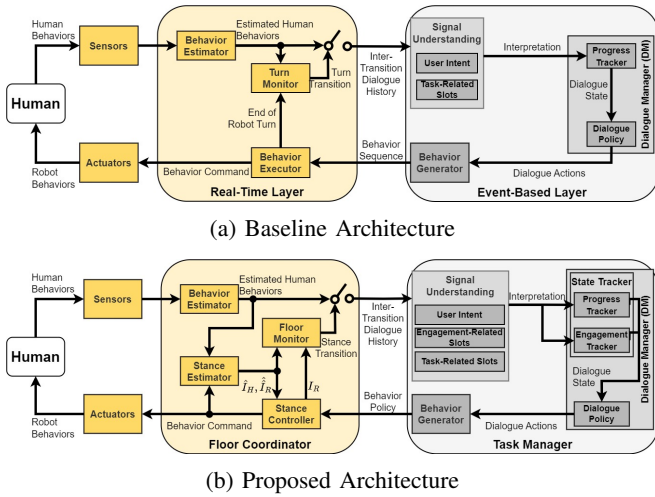 Human
Behaviors
Sensors
Behavior
Estimator
Estimated Human
Behaviors
Turn
Monitor
Turn
Transition
End of
Robot Turn
Human
Actuators
Robot
Behaviors
Behavior Command
Behavior
Executor
Real-Time Layer
Inter-
Transition
Dialogue
History
Behavior
Sequence
Signal
Understanding
User Intent
Task-Related
Slots
Interpretation
Progress
Tracker
Dialogue
State
Dialogue
Policy
Dialogue Manager (DM)
Behavior
Generator
Dialogue Actions
Event-Based Layer
(a) Baseline Architecture
Human
Behaviors
Sensors
Behavior
Estimator
Estimated Human
Behaviors
Floor
Monitor
Stance
Transition
Stance
Estimator
Î_H, Î̂_R
I_R
Human
Actuators
Robot
Behaviors
Behavior Command
Stance
Controller
Floor Coordinator
Inter-
Transition
Dialogue
History
Behavior
Policy
Signal
Understanding
User Intent
Engagement-Related
Slots
Task-Related Slots
Interpretation
State Tracker
Progress
Tracker
Engagement
Tracker
Dialogue
State
Dialogue
Policy
Dialogue Manager (DM)
Behavior
Generator
Dialogue Actions
Task Manager
(b) Proposed Architecture